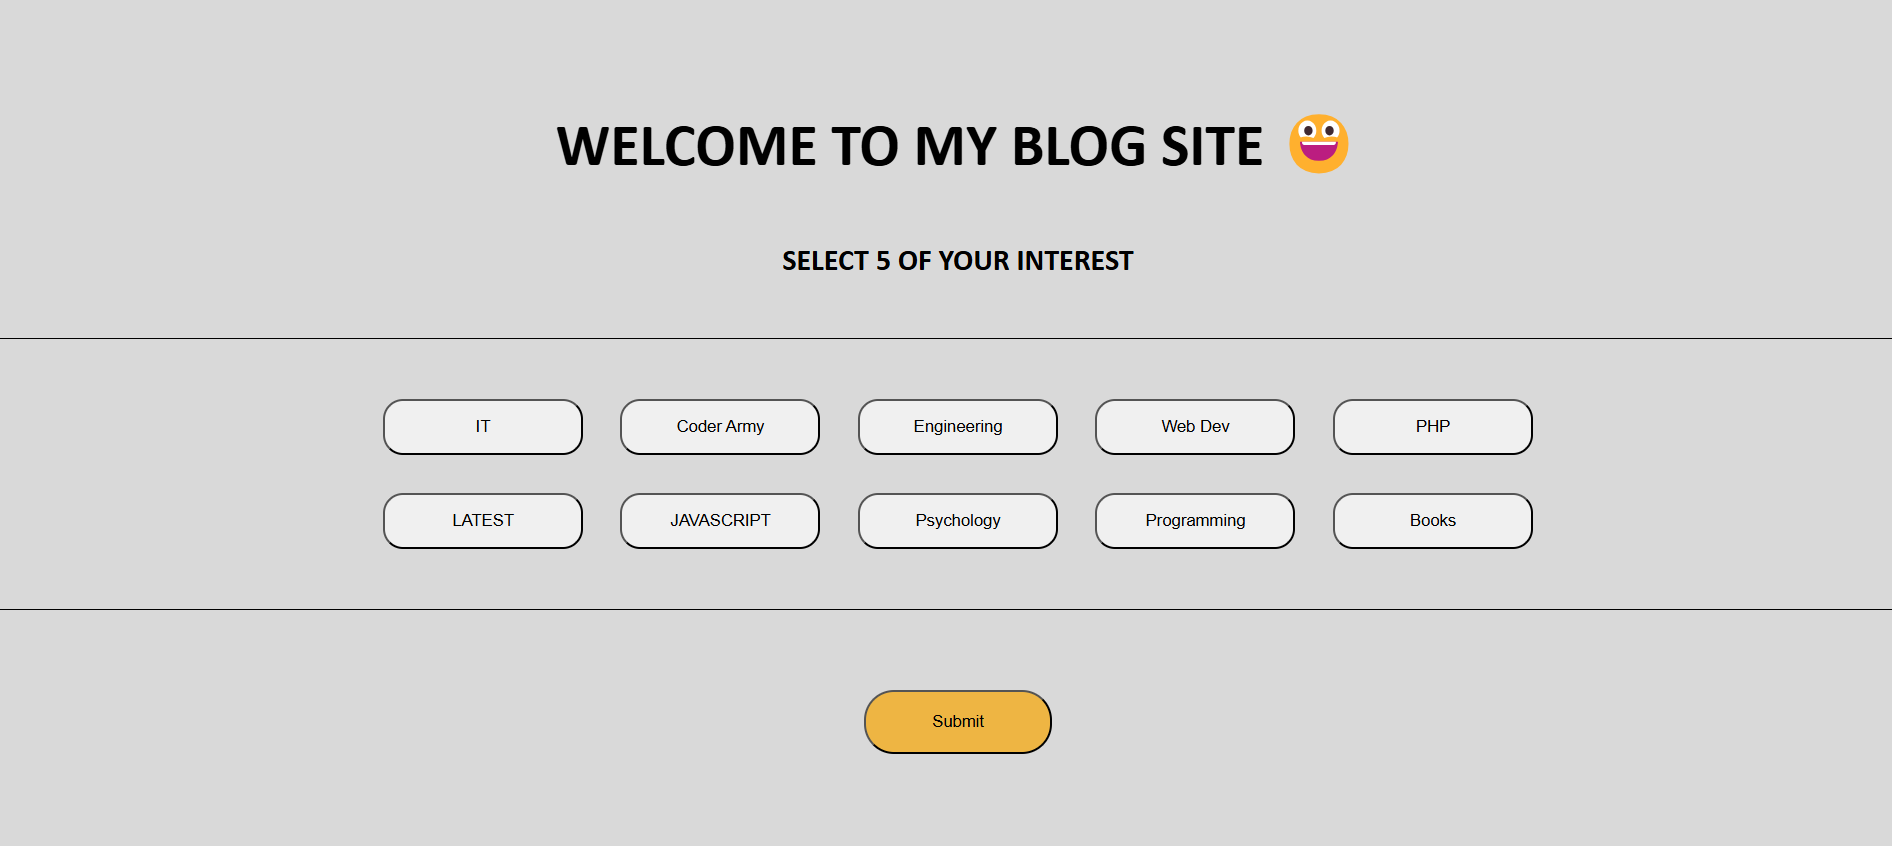 WELCOME TO MY BLOG SITE 😀
SELECT 5 OF YOUR INTEREST
IT Coder Army Engineering Web Dev PHP
LATEST JAVASCRIPT Psychology Programming Books
Submit